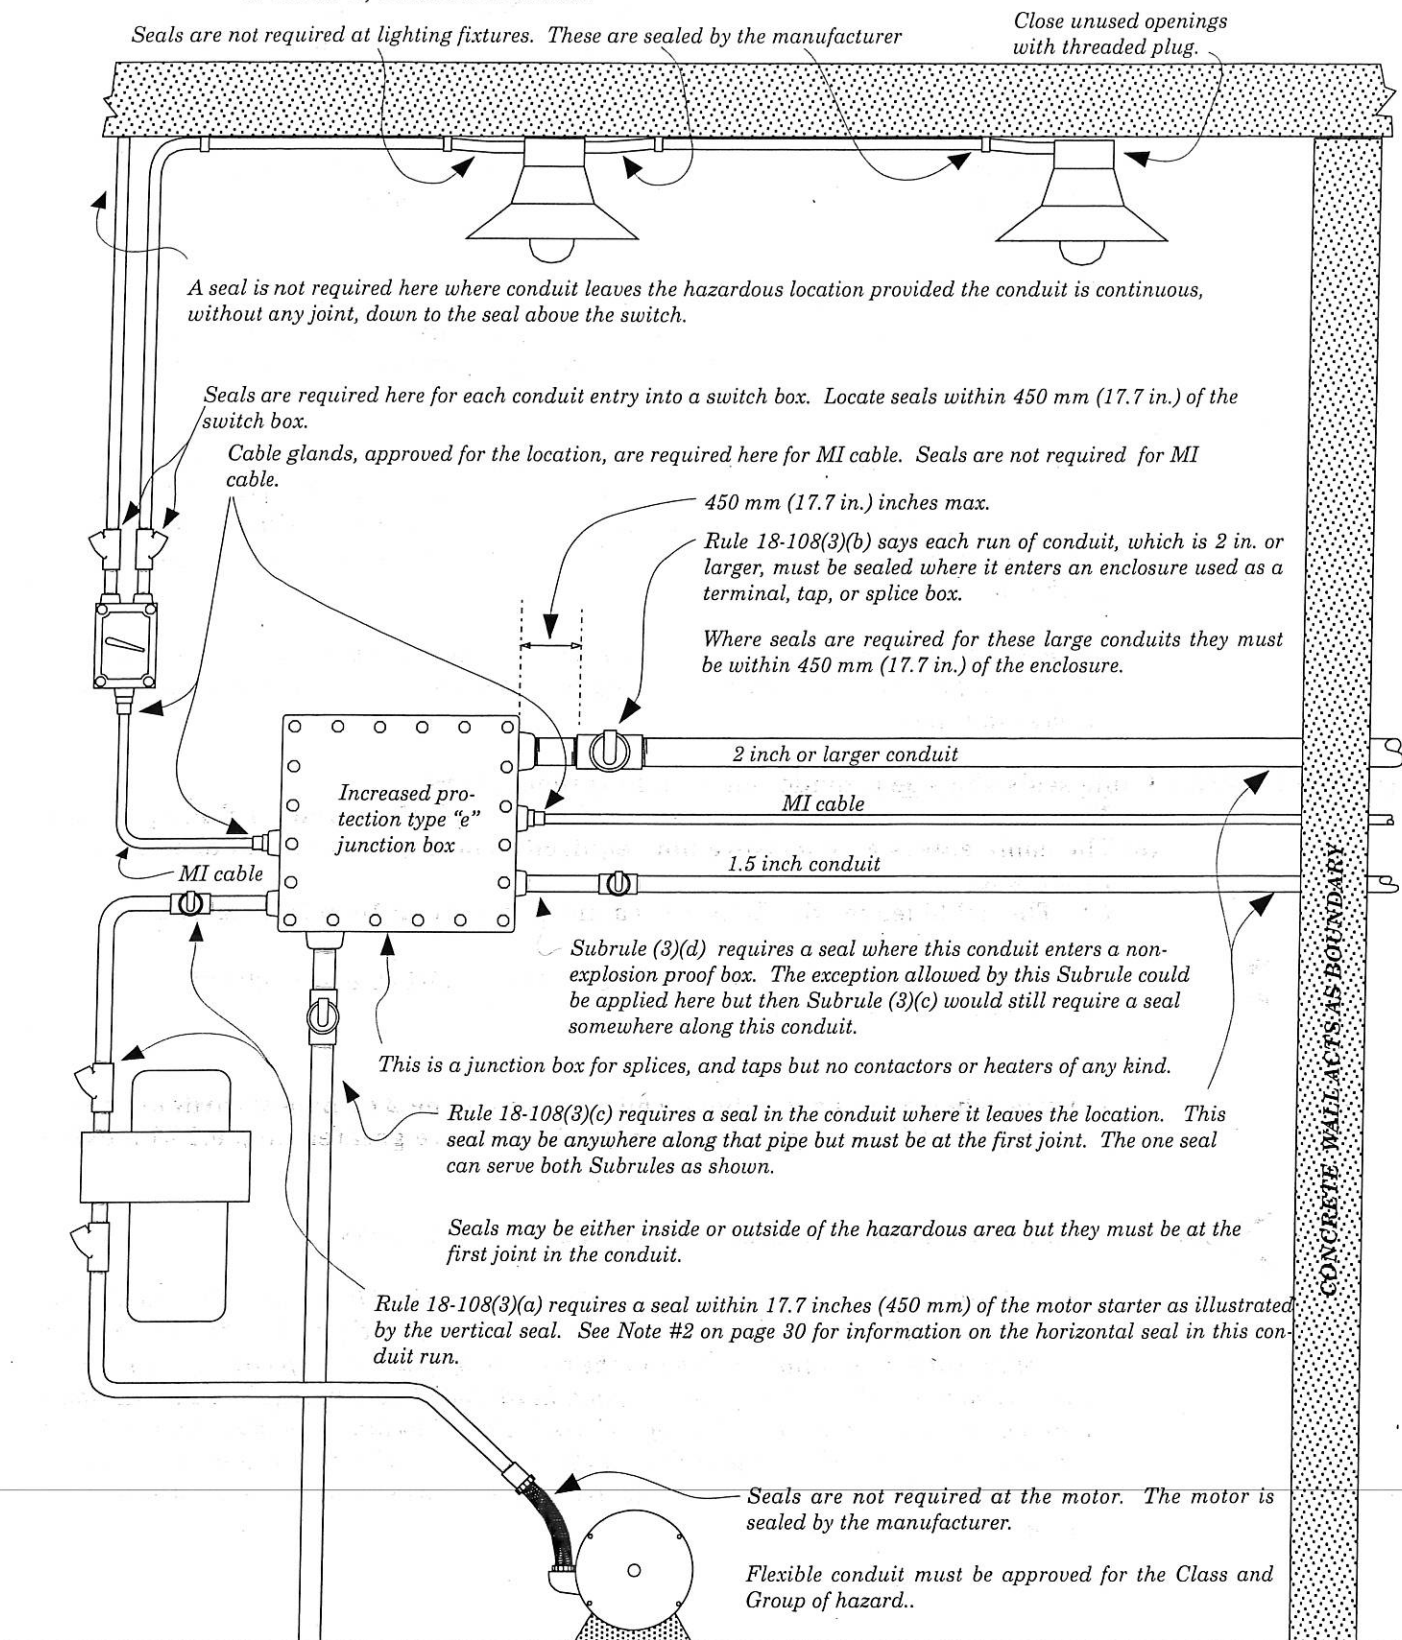 Seals are not required at lighting fixtures. These are sealed by the manufacturer
Close unused openings
with threaded plug.
A seal is not required here where conduit leaves the hazardous location provided the conduit is continuous,
without any joint, down to the seal above the switch.
Seals are required here for each conduit entry into a switch box. Locate seals within 450 mm (17.7 in.) of the
switch box.
Cable glands, approved for the location, are required here for MI cable. Seals are not required for MI
cable.
450 mm (17.7 in.) inches max.
Rule 18-108(3)(b) says each run of conduit, which is 2 in. or
larger, must be sealed where it enters an enclosure used as a
terminal, tap, or splice box.
Where seals are required for these large conduits they must
be within 450 mm (17.7 in.) of the enclosure.
2 inch or larger conduit
Increased pro-
tection type "e"
junction box
MI cable
1.5 inch conduit
MI cable
CONCRETE WALL ACTS AS BOUNDARY
Subrule (3)(d) requires a seal where this conduit enters a non-
explosion proof box. The exception allowed by this Subrule could
be applied here but then Subrule (3)(c) would still require a seal
somewhere along this conduit.
This is a junction box for splices, and taps but no contactors or heaters of any kind.
Rule 18-108(3)(c) requires a seal in the conduit where it leaves the location. This
seal may be anywhere along that pipe but must be at the first joint. The one seal
can serve both Subrules as shown.
Seals may be either inside or outside of the hazardous area but they must be at the
first joint in the conduit.
Rule 18-108(3)(a) requires a seal within 17.7 inches (450 mm) of the motor starter as illustrated
by the vertical seal. See Note #2 on page 30 for information on the horizontal seal in this con-
duit run.
Seals are not required at the motor. The motor is
sealed by the manufacturer.
Flexible conduit must be approved for the Class and
Group of hazard..